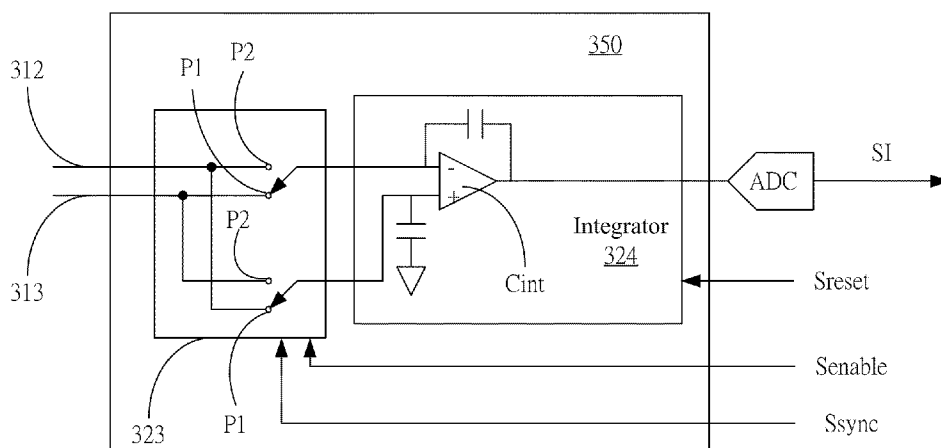 350
312
P1
P2
-
+
ADC
SI
313
P2
Integrator
324
Cint
Sreset
P1
323
Senable
Ssync